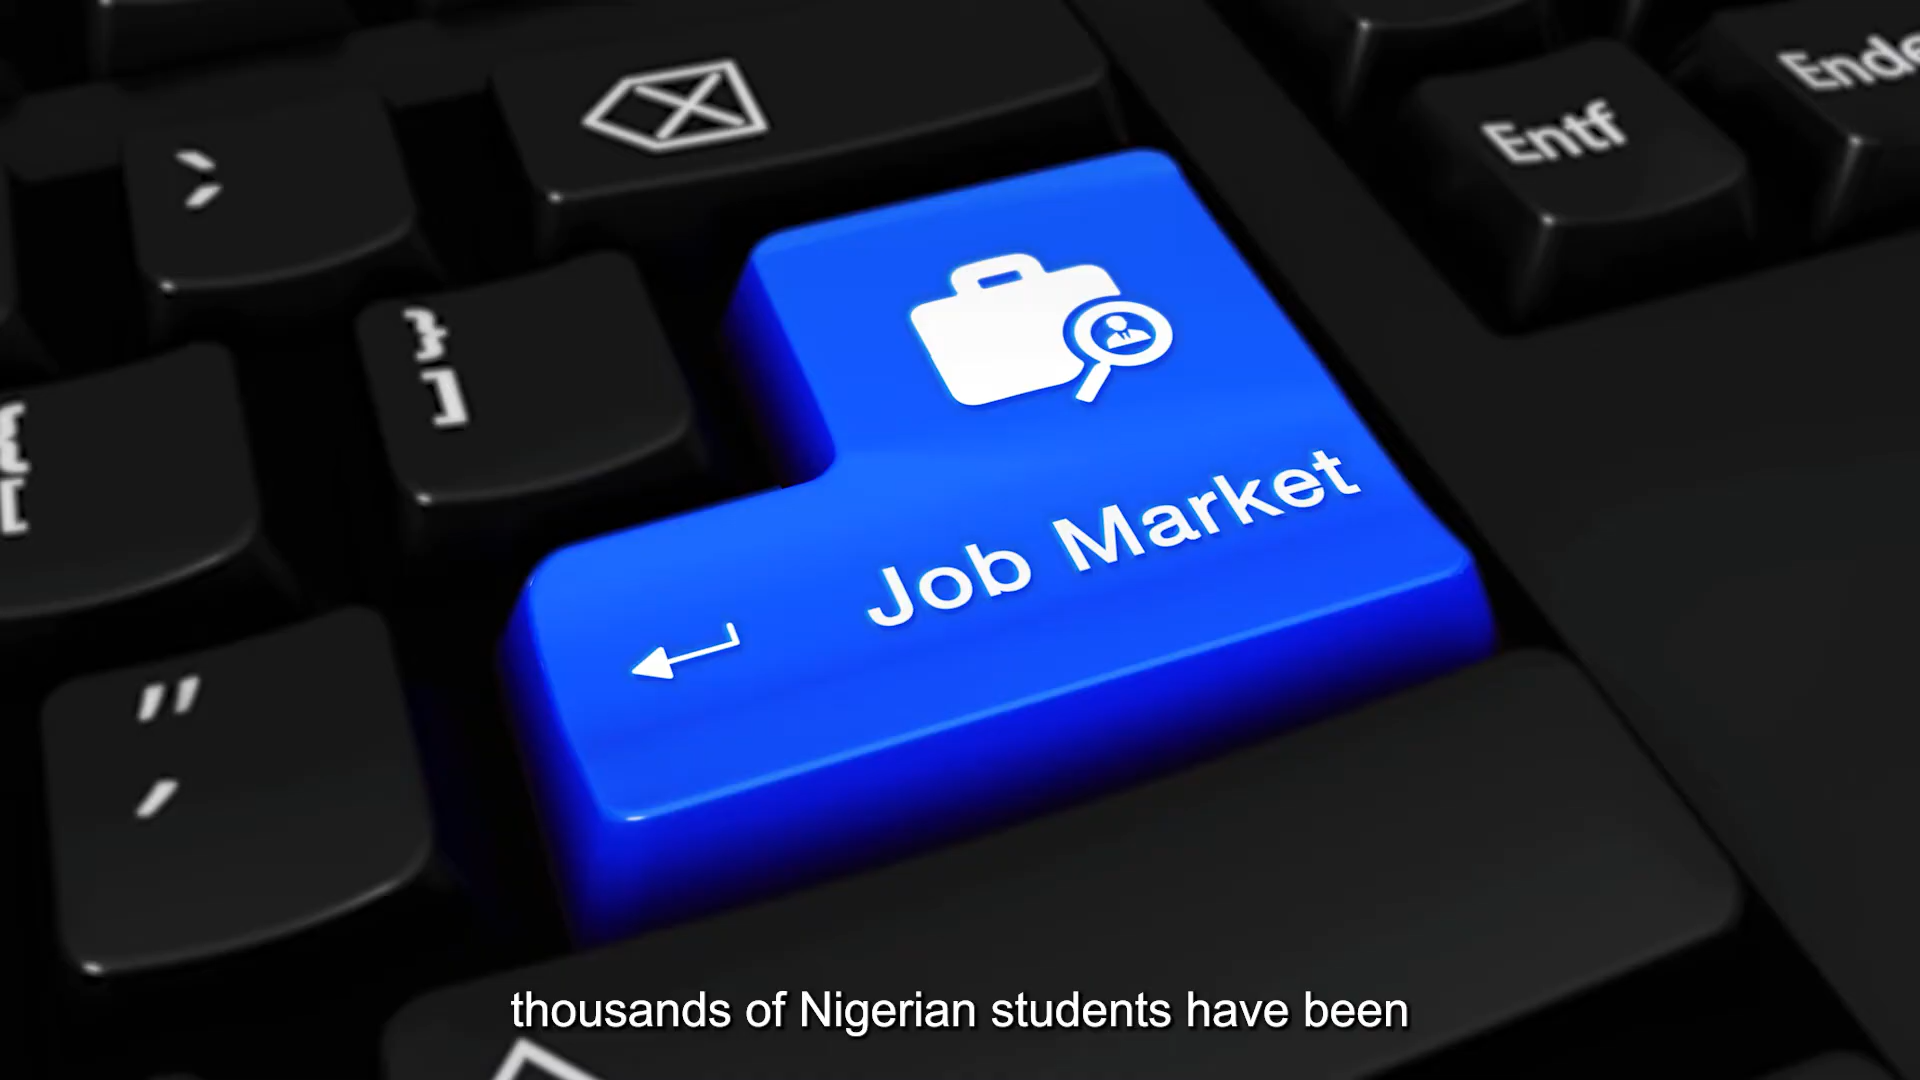 Ende
Entf
}
]
{
[
Job Market
"
'
thousands of Nigerian students have been